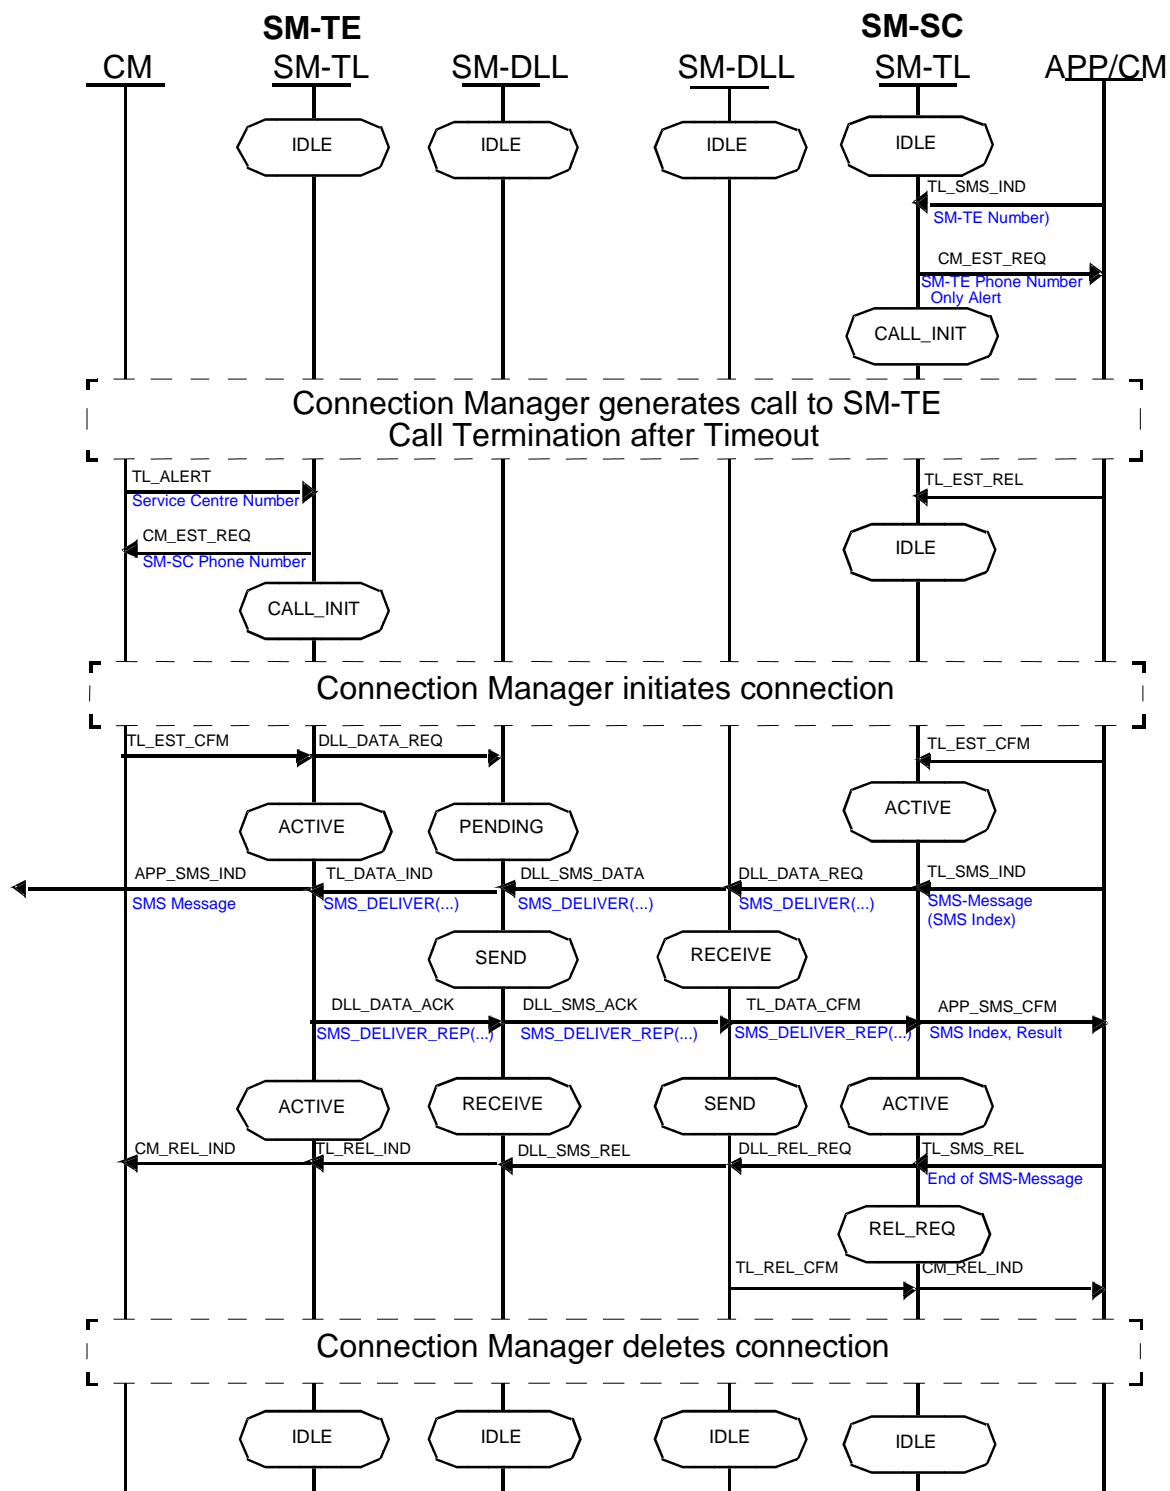 SM-TE
SM-SC
CM
SM-TL
SM-DLL
SM-DLL
SM-TL
APP/CM
IDLE
IDLE
IDLE
IDLE
TL_SMS_IND
SM-TE Number)
CM_EST_REQ
SM-TE Phone Number
Only Alert
CALL_INIT
Connection Manager generates call to SM-TE
Call Termination after Timeout
TL_ALERT
Service Centre Number
TL_EST_REL
CM_EST_REQ
SM-SC Phone Number
IDLE
CALL_INIT
Connection Manager initiates connection
TL_EST_CFM
DLL_DATA_REQ
TL_EST_CFM
ACTIVE
PENDING
ACTIVE
APP_SMS_IND
TL_DATA_IND
DLL_SMS_DATA
DLL_DATA_REQ
TL_SMS_IND
SMS Message
SMS_DELIVER(...)
SMS_DELIVER(...)
SMS_DELIVER(...)
SMS-Message
(SMS Index)
SEND
RECEIVE
DLL_DATA_ACK
DLL_SMS_ACK
TL_DATA_CFM
APP_SMS_CFM
SMS_DELIVER_REP(...)
SMS_DELIVER_REP(...)
SMS_DELIVER_REP(...)
SMS Index, Result
ACTIVE
RECEIVE
SEND
ACTIVE
CM_REL_IND
TL_REL_IND
DLL_SMS_REL
DLL_REL_REQ
TL_SMS_REL
End of SMS-Message
REL_REQ
TL_REL_CFM
CM_REL_IND
Connection Manager deletes connection
IDLE
IDLE
IDLE
IDLE